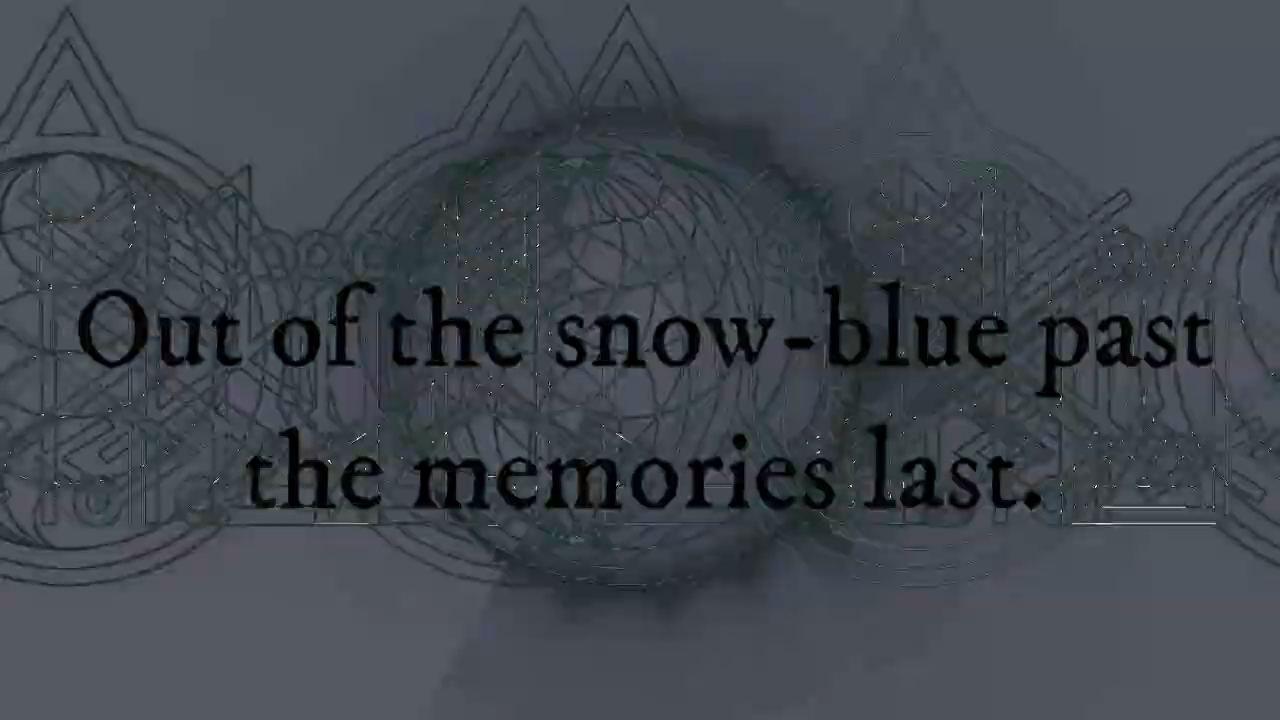 Out of the snow-blue past
the memories last.